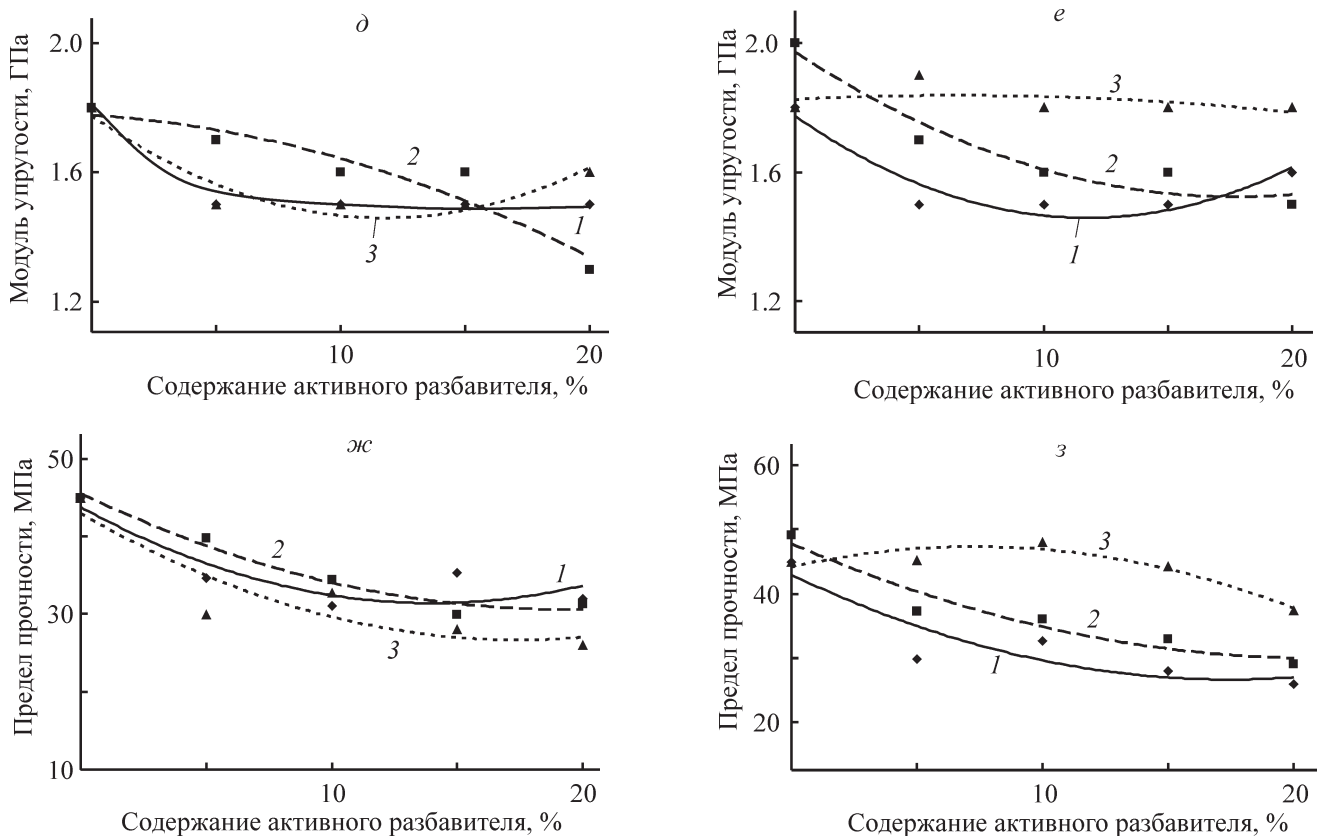 д
Модуль упругости, ГПа
2.0
1.6
1.2
2
1
3
10
20
Содержание активного разбавителя, %
е
Модуль упругости, ГПа
2.0
1.6
1.2
3
2
1
10
20
Содержание активного разбавителя, %
ж
Предел прочности, МПа
50
30
10
2
1
3
10
20
Содержание активного разбавителя, %
з
Предел прочности, МПа
60
40
20
3
2
1
10
20
Содержание активного разбавителя, %